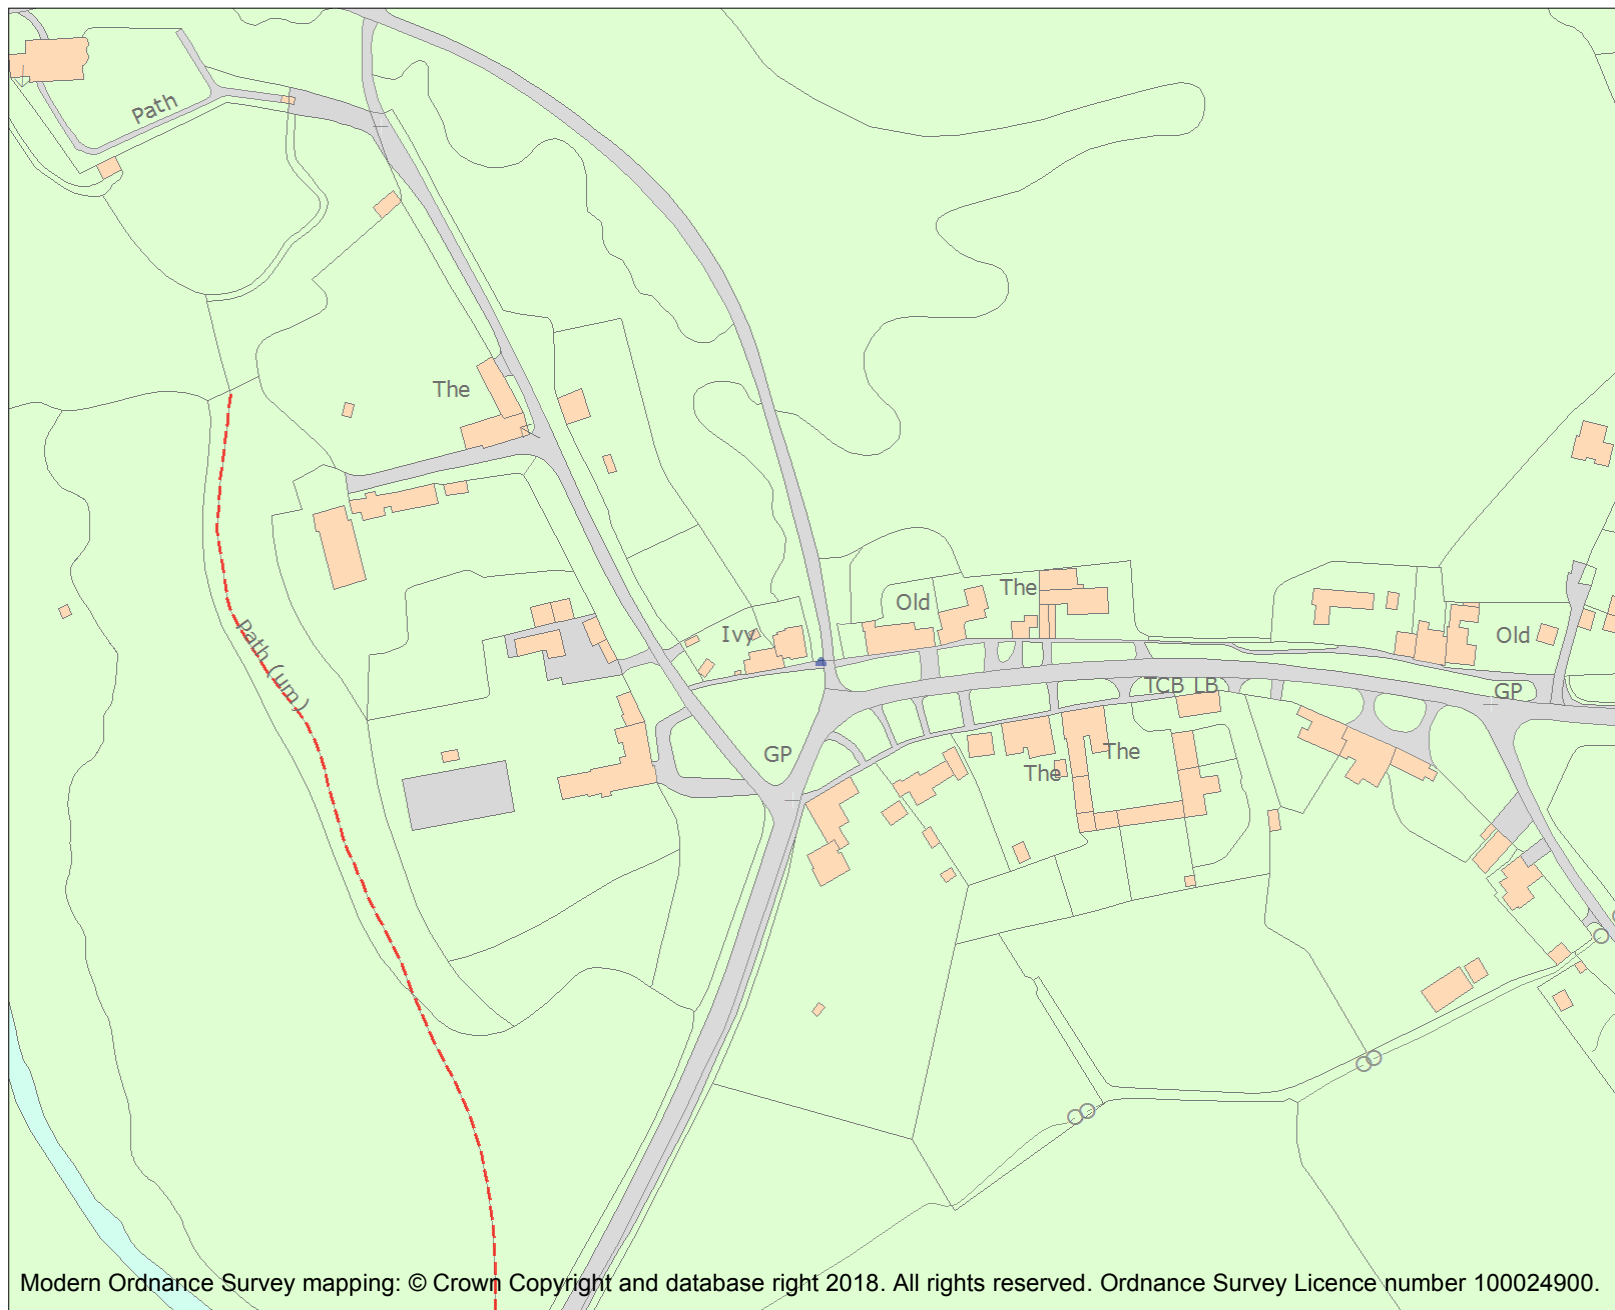 Path
The
Old
The
Ivy
Old
Path (um)
TCB LB
GP
GP
The
The
Modern Ordnance Survey mapping: © Crown Copyright and database right 2018. All rights reserved. Ordnance Survey Licence number 100024900.